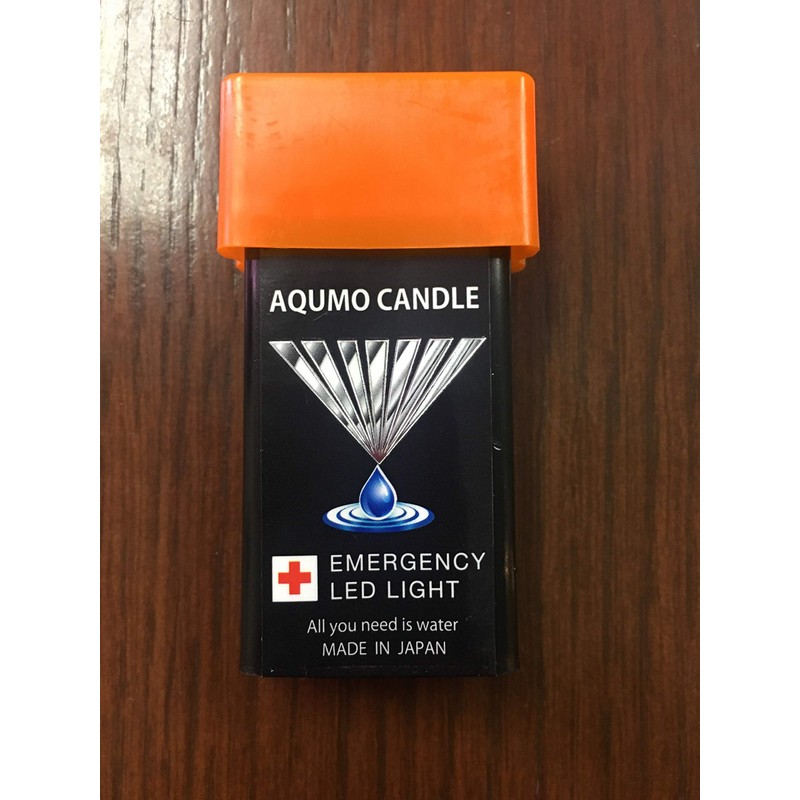 AQUMO CANDLE
EMERGENCY
LED LIGHT
All you need is water
MADE IN JAPAN